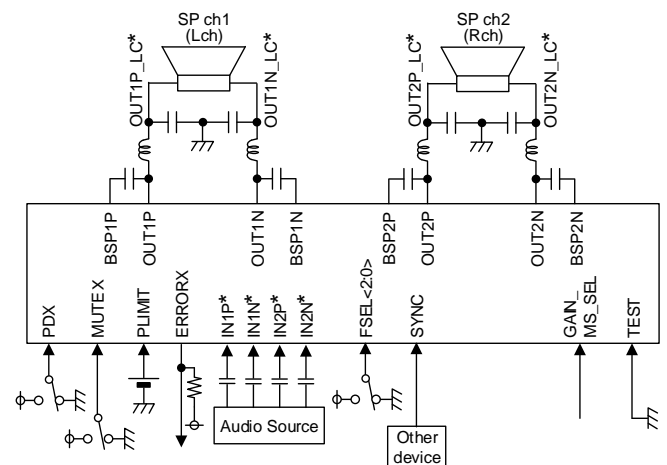 SP ch1
(Lch)
SP ch2
(Rch)
OUT1P_LC*
OUT1N_LC*
OUT2P_LC*
OUT2N_LC*
BSP1P
OUT1P
OUT1N
BSP1N
BSP2P
OUT2P
OUT2N
BSP2N
PDX
MUTEX
PLIMIT
ERRORX
IN1P*
IN1N*
IN2P*
IN2N*
FSEL<2:0>
SYNC
GAIN_
MS_SEL
TEST
Audio Source
Other
device